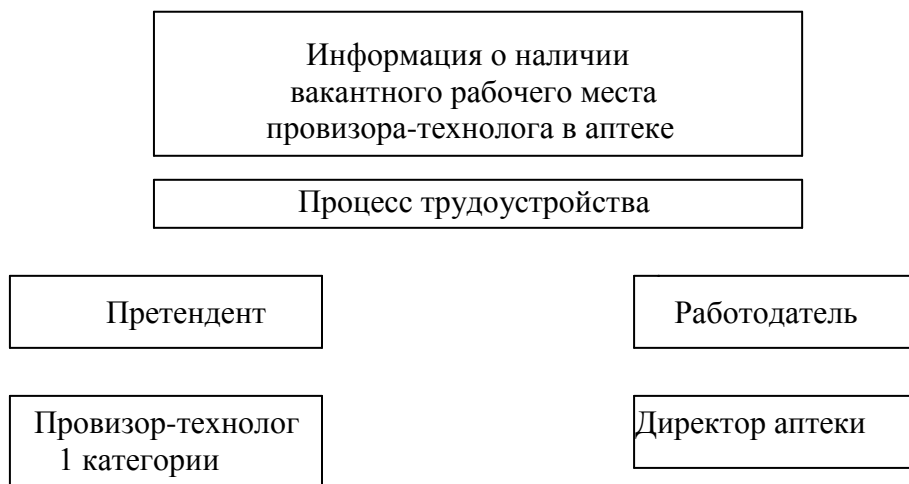 Информация о наличии
вакантного рабочего места
провизора-технолога в аптеке
Процесс трудоустройства
Претендент
Работодатель
Провизор-технолог
1 категории
Директор аптеки